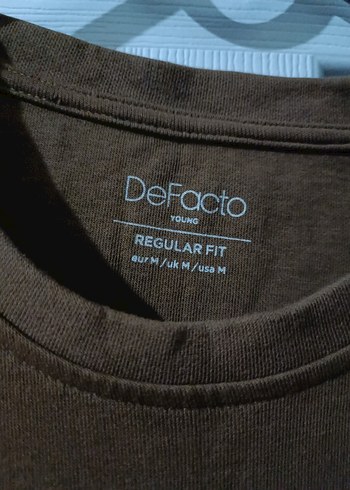 DeFacto
YOUNG
REGULAR FIT
eur M / uk M / usa M